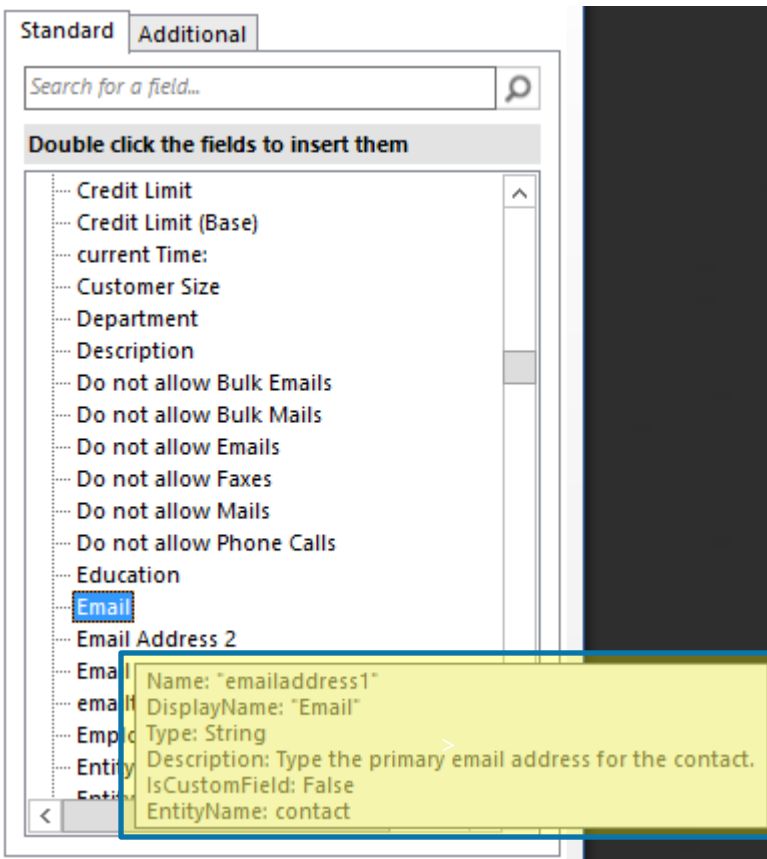 Standard
Additional
Search for a field...
Double click the fields to insert them
Credit Limit
Credit Limit (Base)
current Time:
Customer Size
Department
Description
Do not allow Bulk Emails
Do not allow Bulk Mails
Do not allow Emails
Do not allow Faxes
Do not allow Mails
Do not allow Phone Calls
Education
Email
Email Address 2
Email
Name: "emailaddress1"
DisplayName: "Email"
Type: String
Description: Type the primary email address for the contact.
IsCustomField: False
EntityName: contact